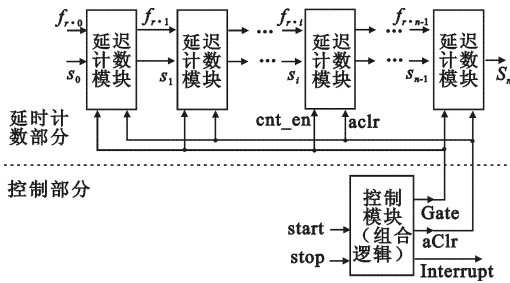 f_{r·0} f_{r·1} f_{r·i} f_{r·n-1}
延迟计数模块 延迟计数模块 ··· 延迟计数模块 ··· 延迟计数模块
s_0 s_1 ··· s_i ··· s_{n-1} S_n
cnt_en aclr
延时计
数部分
控制部分
控制
模块
(组合
逻辑)
Gate
start
aClr
stop
Interrupt